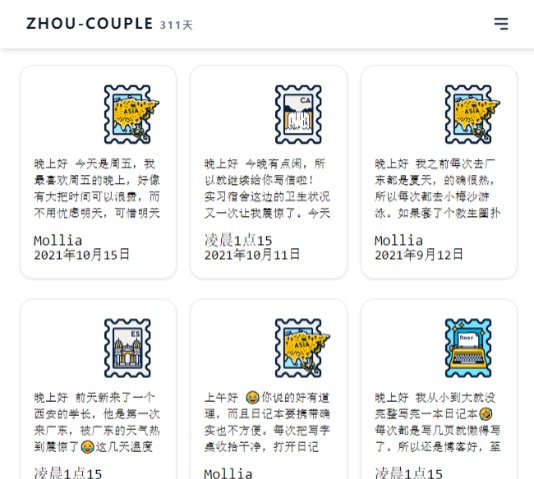 ZHOU-COUPLE 311天
ASIA
CA
ASIA
晚上好 今天是周五，我
最喜欢周五的晚上，好像
有大把时间可以浪费，而
不用忧虑明天，可惜明天
Mollia
2021年10月15日
晚上好 今晚有点闲，所
以就继续给你写信啦！
实习宿舍这边的卫生状况
又一次让我震惊了。今天
凌晨1点15
2021年10月11日
晚上好 我之前每次去广
东都是夏天，的确很热，
所以每次都去小梅沙游
泳。如果套了个救生圈扑
Mollia
2021年9月12日
ES
ASIA
Dear
晚上好 前天新来了一个
西安的学长，他是第一次
来广东，被广东的天气热
到震惊了😂这几天温度
凌晨1点15
上午好 😂你说的好有道
理，而且日记本要携带确
实也不方便。每次把写字
桌收拾干净，打开日记
Mollia
晚上好 我从小到大就没
完整写完一本日记本🤣
每次都是写几页就懒得写
了。所以还是博客好，至
凌晨1点15